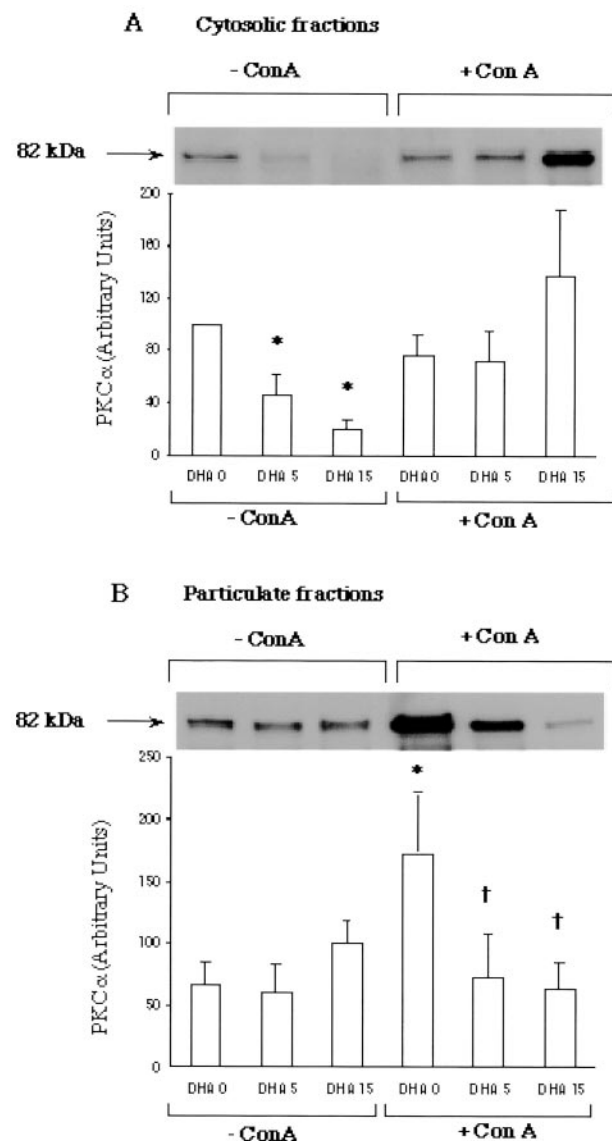 A Cytosolic fractions
- ConA
+ Con A
82 kDa
200
160
120
80
40
0
PKCα (Arbitrary Units)
*
*
DHA 0 DHA 5 DHA 15 DHA 0 DHA 5 DHA 15
- ConA
+ Con A
B Particulate fractions
- ConA
+ Con A
82 kDa
250
200
150
100
50
0
PKCα (Arbitrary Units)
*
†
†
DHA 0 DHA 5 DHA 15 DHA 0 DHA 5 DHA 15
- ConA
+ Con A